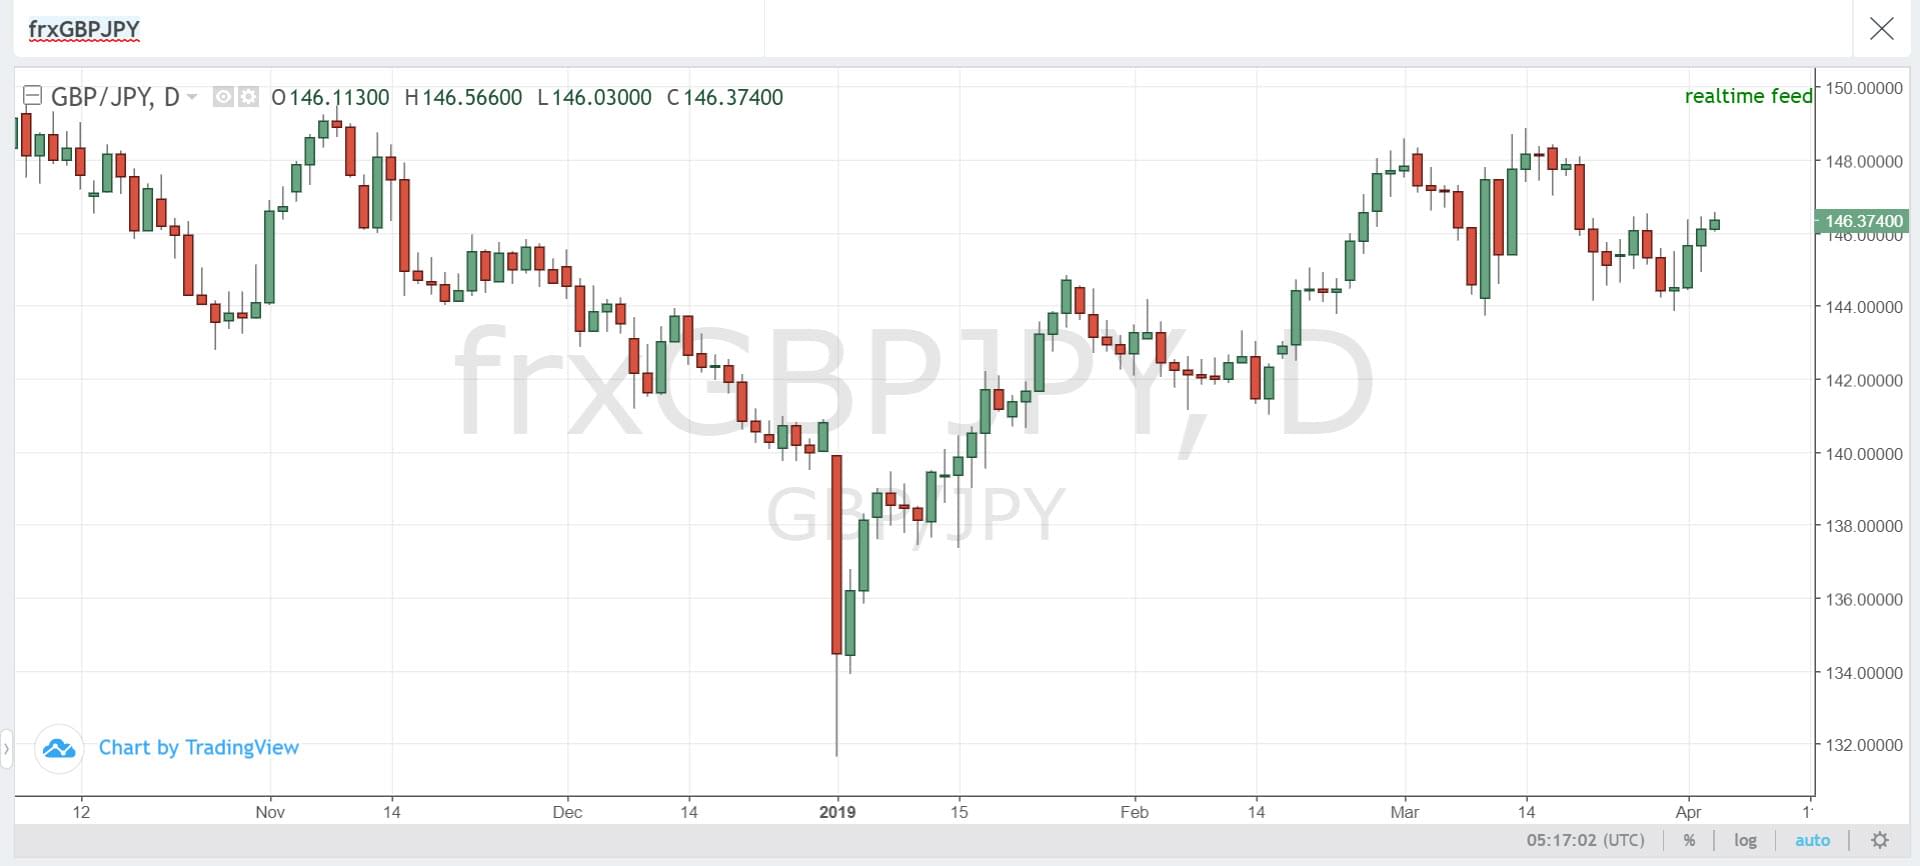 frxGBPJPY
GBP/JPY, D O146.11300 H146.56600 L146.03000 C146.37400
realtime feed
150.00000
148.00000
146.37400
146.00000
144.00000
142.00000
140.00000
138.00000
136.00000
134.00000
132.00000
frxGBPJPY, D
GBP/JPY
Chart by TradingView
12 Nov 14 Dec 14 2019 15 Feb 14 Mar 14 Apr
05:17:02 (UTC) % log auto